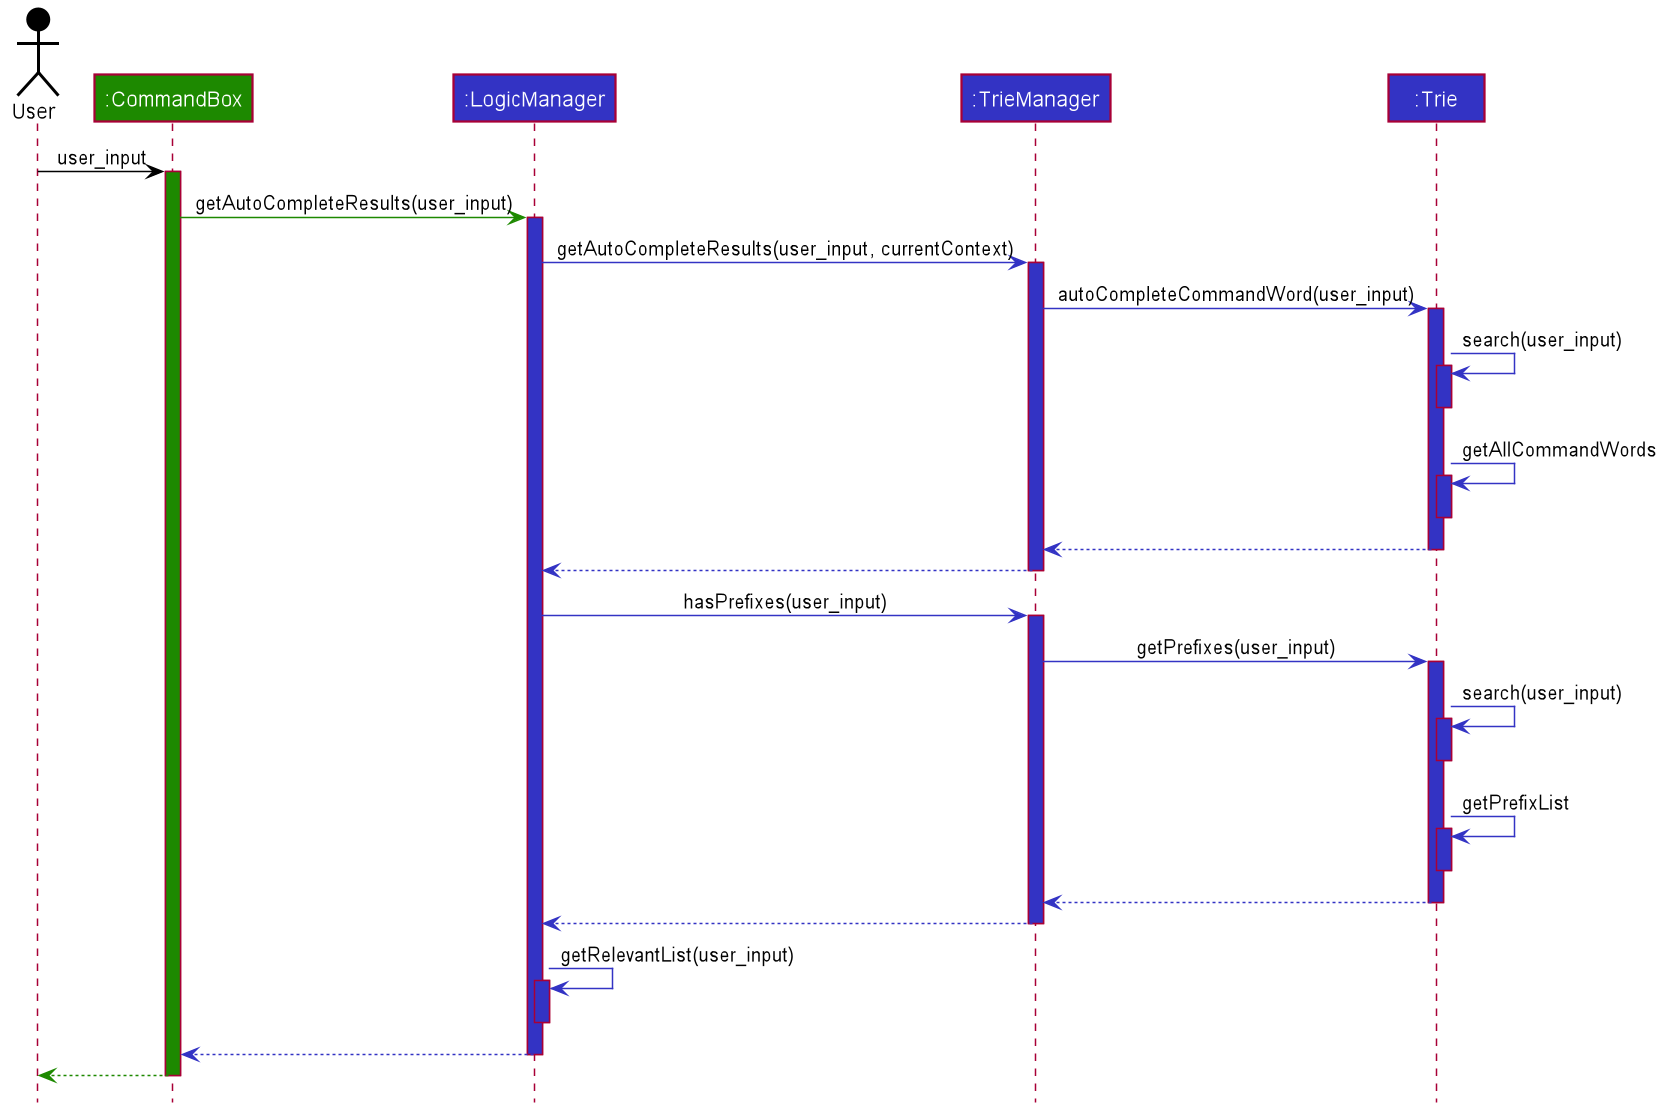 User
:CommandBox
:LogicManager
:TrieManager
:Trie
user_input
getAutoCompleteResults(user_input)
getAutoCompleteResults(user_input, currentContext)
autoCompleteCommandWord(user_input)
search(user_input)
getAllCommandWords
hasPrefixes(user_input)
getPrefixes(user_input)
search(user_input)
getPrefixList
getRelevantList(user_input)